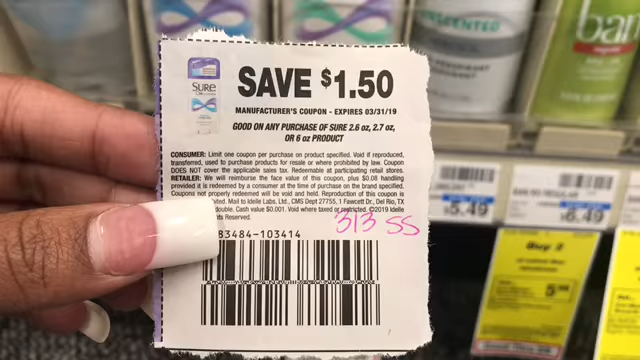 SAVE $1.50
Sure
MANUFACTURER'S COUPON - EXPIRES 03/31/19
GOOD ON ANY PURCHASE OF SURE 2.6 oz, 2.7 oz,
OR 6 oz PRODUCT
CONSUMER: Limit one coupon per purchase on product specified. Void if reproduced,
transferred, used to purchase products for resale or where prohibited by law. Coupon
DOES NOT cover the applicable sales tax. Redeemable at participating retail stores.
RETAILER: We will reimburse the face value of this coupon, plus $0.08 handling
provided it is redeemed by a consumer at the time of purchase on the brand specified.
Coupons not properly redeemed will be void and held. Reproduction of this coupon is
Mail to Idelle Labs, Ltd., CMS Dept 27755, 1 Fawcett Dr., Del Rio, TX
double. Cash value $0.001. Void where taxed or restricted. ©2019 Idelle
Reserved.
313 SS
83484-103414
UNSCENTED
ban
5.49
6.49
Buy 2